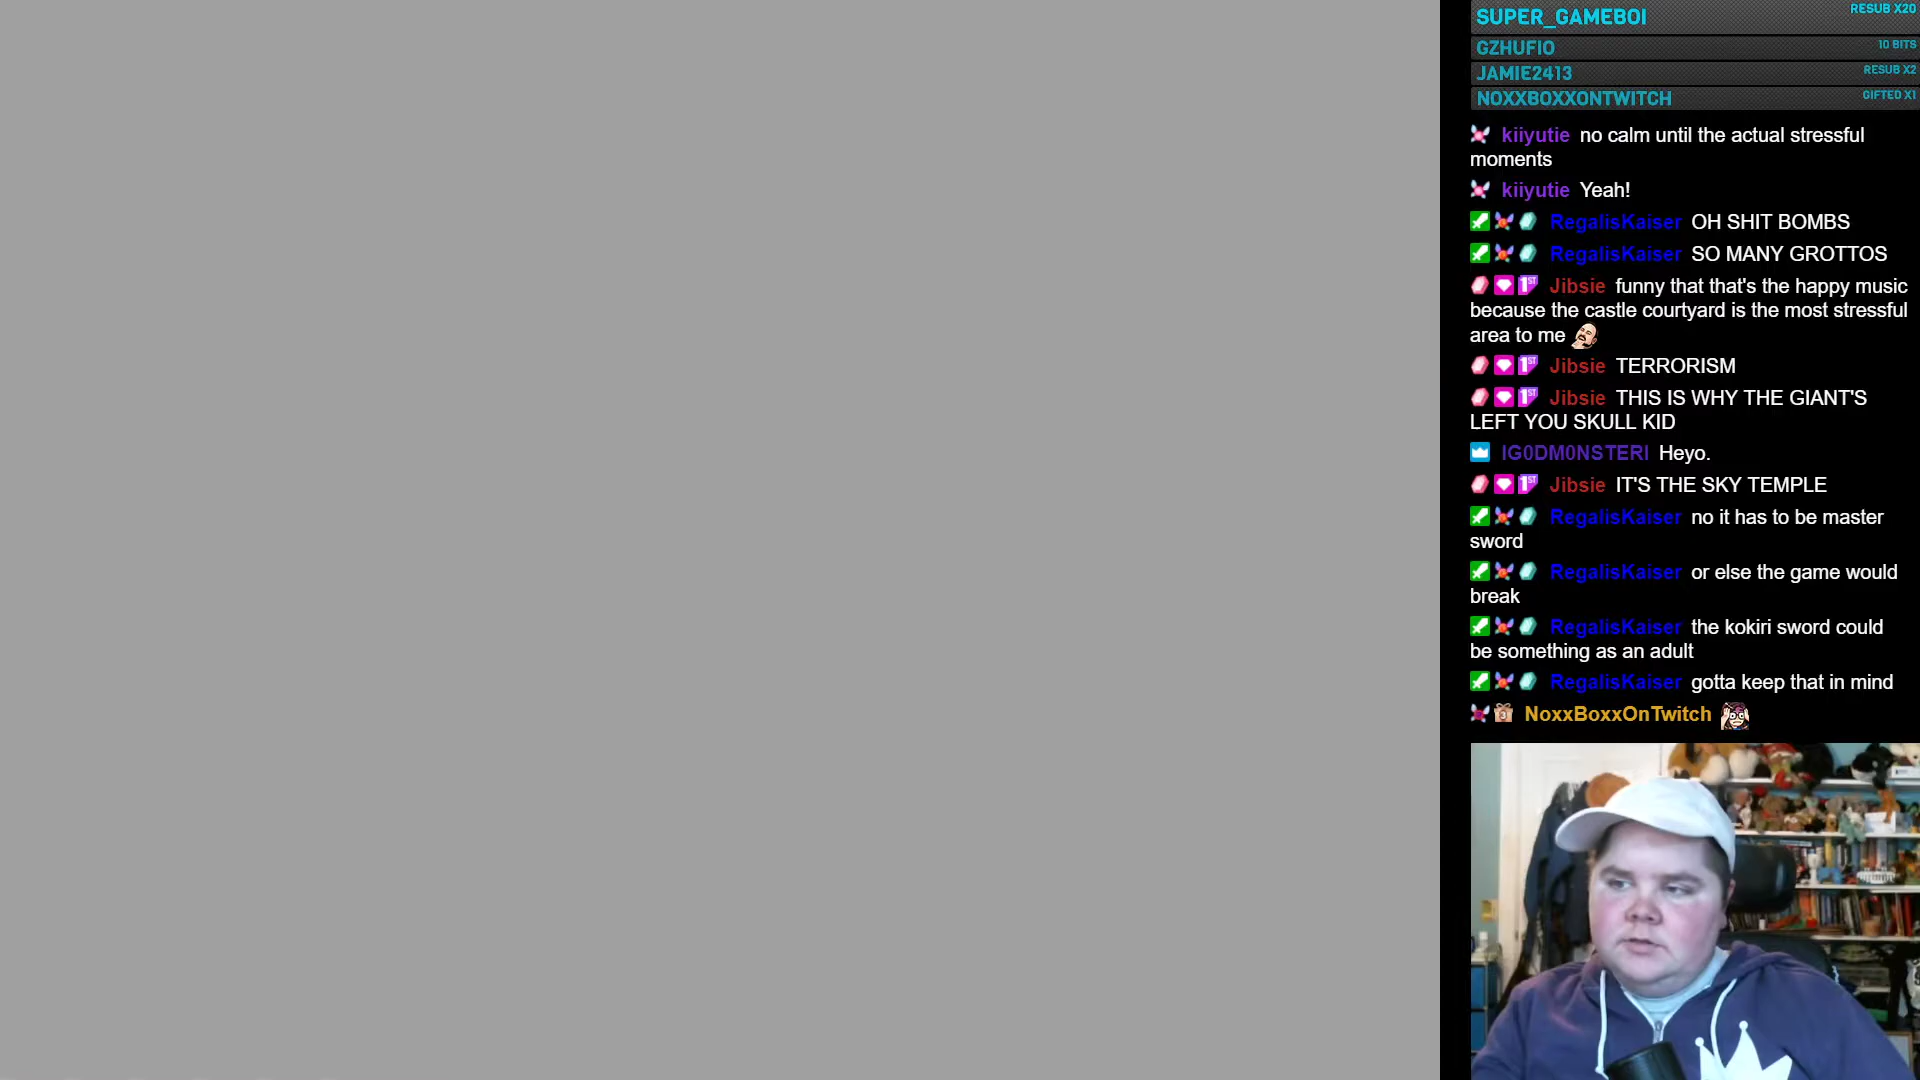 SUPER_GAMEBOI RESUB X20
GZHUFIO 10 BITS
JAMIE2413 RESUB X2
NOXXBOXXONTWITCH GIFTED X1
kiiyutie no calm until the actual stressful
moments
kiiyutie Yeah!
RegalisKaiser OH SHIT BOMBS
RegalisKaiser SO MANY GROTTOS
1ST Jibsie funny that that's the happy music
because the castle courtyard is the most stressful
area to me
1ST Jibsie TERRORISM
1ST Jibsie THIS IS WHY THE GIANT'S
LEFT YOU SKULL KID
IG0DM0NSTERI Heyo.
1ST Jibsie IT'S THE SKY TEMPLE
RegalisKaiser no it has to be master
sword
RegalisKaiser or else the game would
break
RegalisKaiser the kokiri sword could
be something as an adult
RegalisKaiser gotta keep that in mind
NoxxBoxxOnTwitch